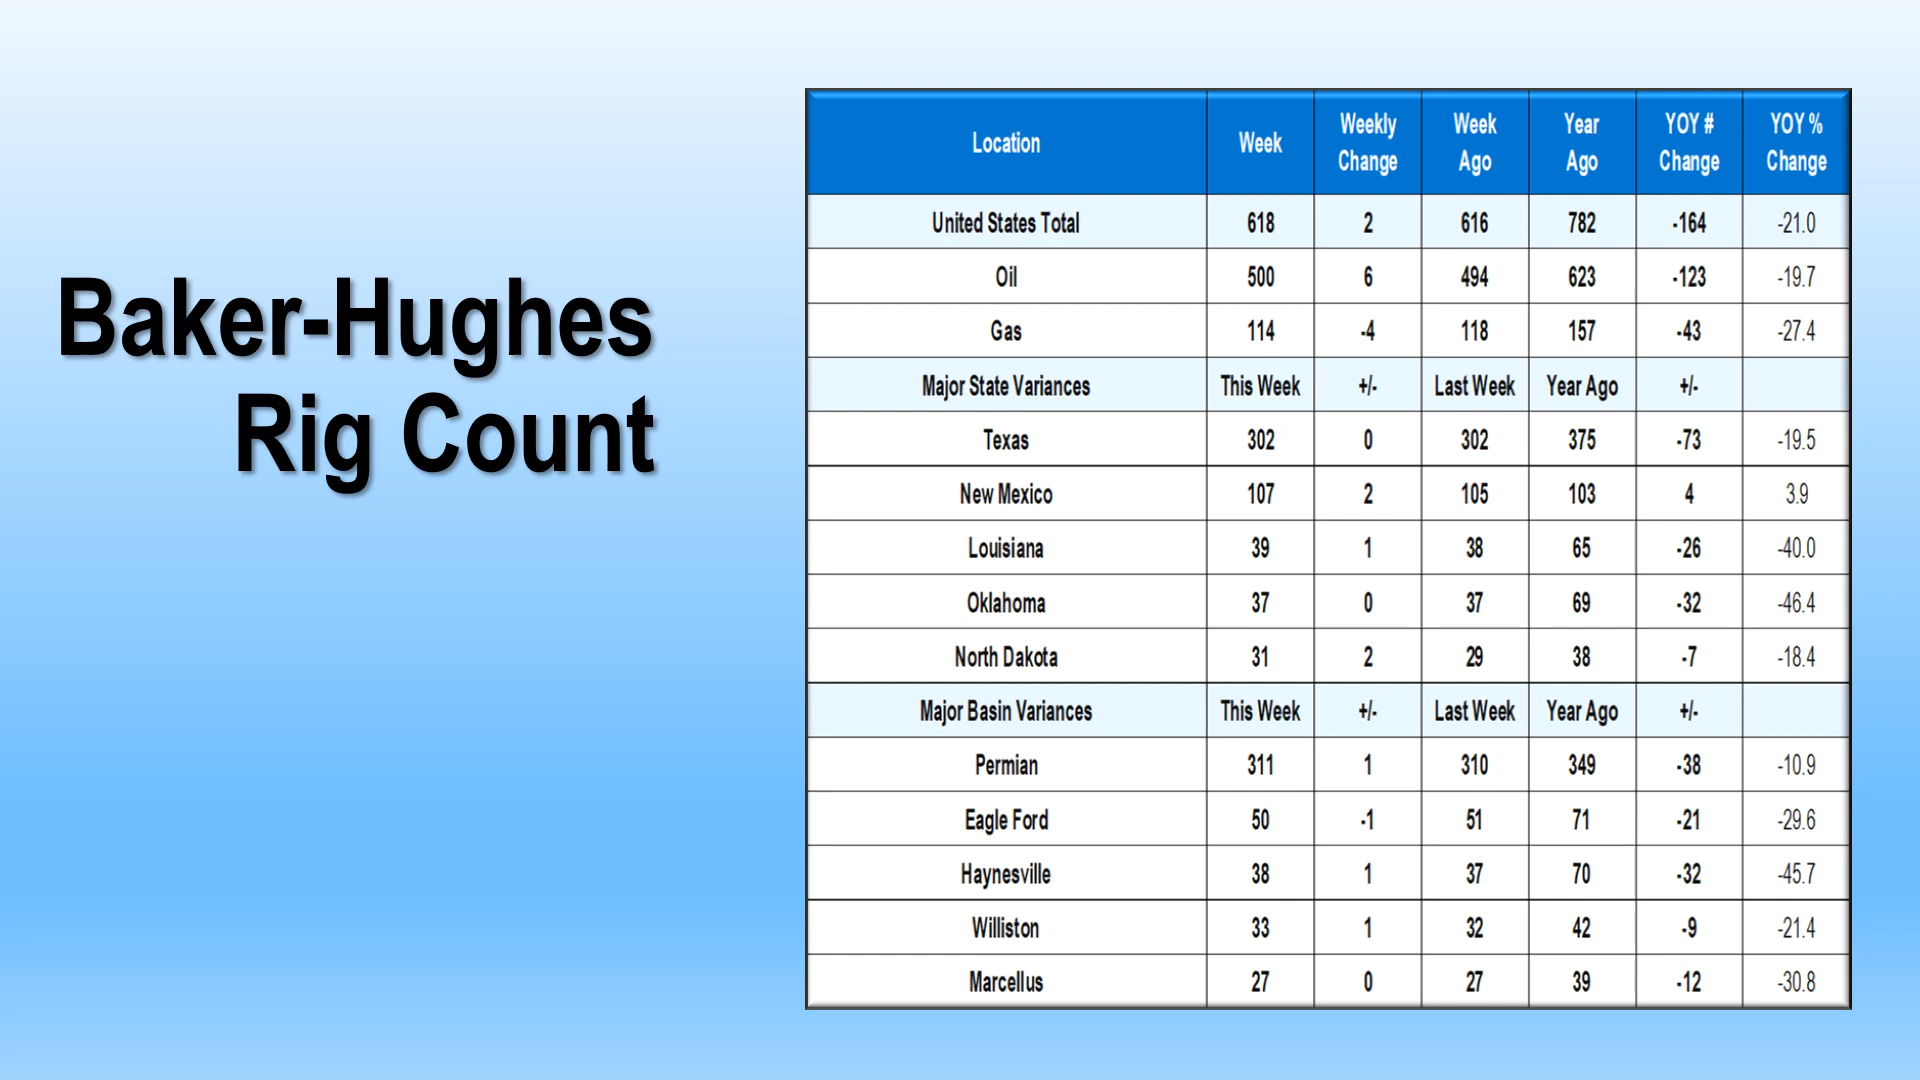 Baker-Hughes
Rig Count
Location Week Weekly Change Week Ago Year Ago YOY # Change YOY % Change
United States Total 618 2 616 782 -164 -21.0
Oil 500 6 494 623 -123 -19.7
Gas 114 -4 118 157 -43 -27.4
Major State Variances This Week +/- Last Week Year Ago +/-
Texas 302 0 302 375 -73 -19.5
New Mexico 107 2 105 103 4 3.9
Louisiana 39 1 38 65 -26 -40.0
Oklahoma 37 0 37 69 -32 -46.4
North Dakota 31 2 29 38 -7 -18.4
Major Basin Variances This Week +/- Last Week Year Ago +/-
Permian 311 1 310 349 -38 -10.9
Eagle Ford 50 -1 51 71 -21 -29.6
Haynesville 38 1 37 70 -32 -45.7
Williston 33 1 32 42 -9 -21.4
Marcellus 27 0 27 39 -12 -30.8